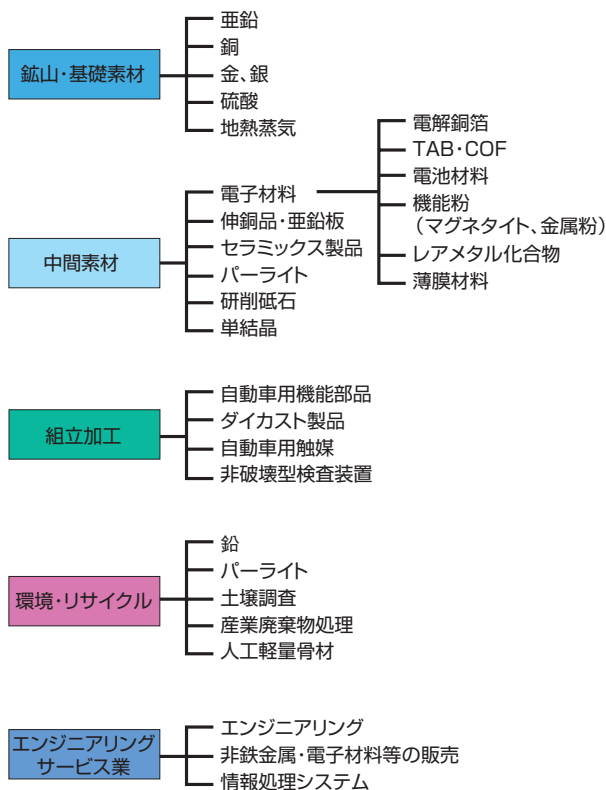 鉱山・基礎素材
亜鉛
銅
金、銀
硫酸
地熱蒸気
中間素材
電子材料
伸銅品・亜鉛板
セラミックス製品
パーライト
研削砥石
単結晶
電解銅箔
TAB・COF
電池材料
機能粉
（マグネタイト、金属粉）
レアメタル化合物
薄膜材料
組立加工
自動車用機能部品
ダイカスト製品
自動車用触媒
非破壊型検査装置
環境・リサイクル
鉛
パーライト
土壌調査
産業廃棄物処理
人工軽量骨材
エンジニアリング
サービス業
エンジニアリング
非鉄金属・電子材料等の販売
情報処理システム